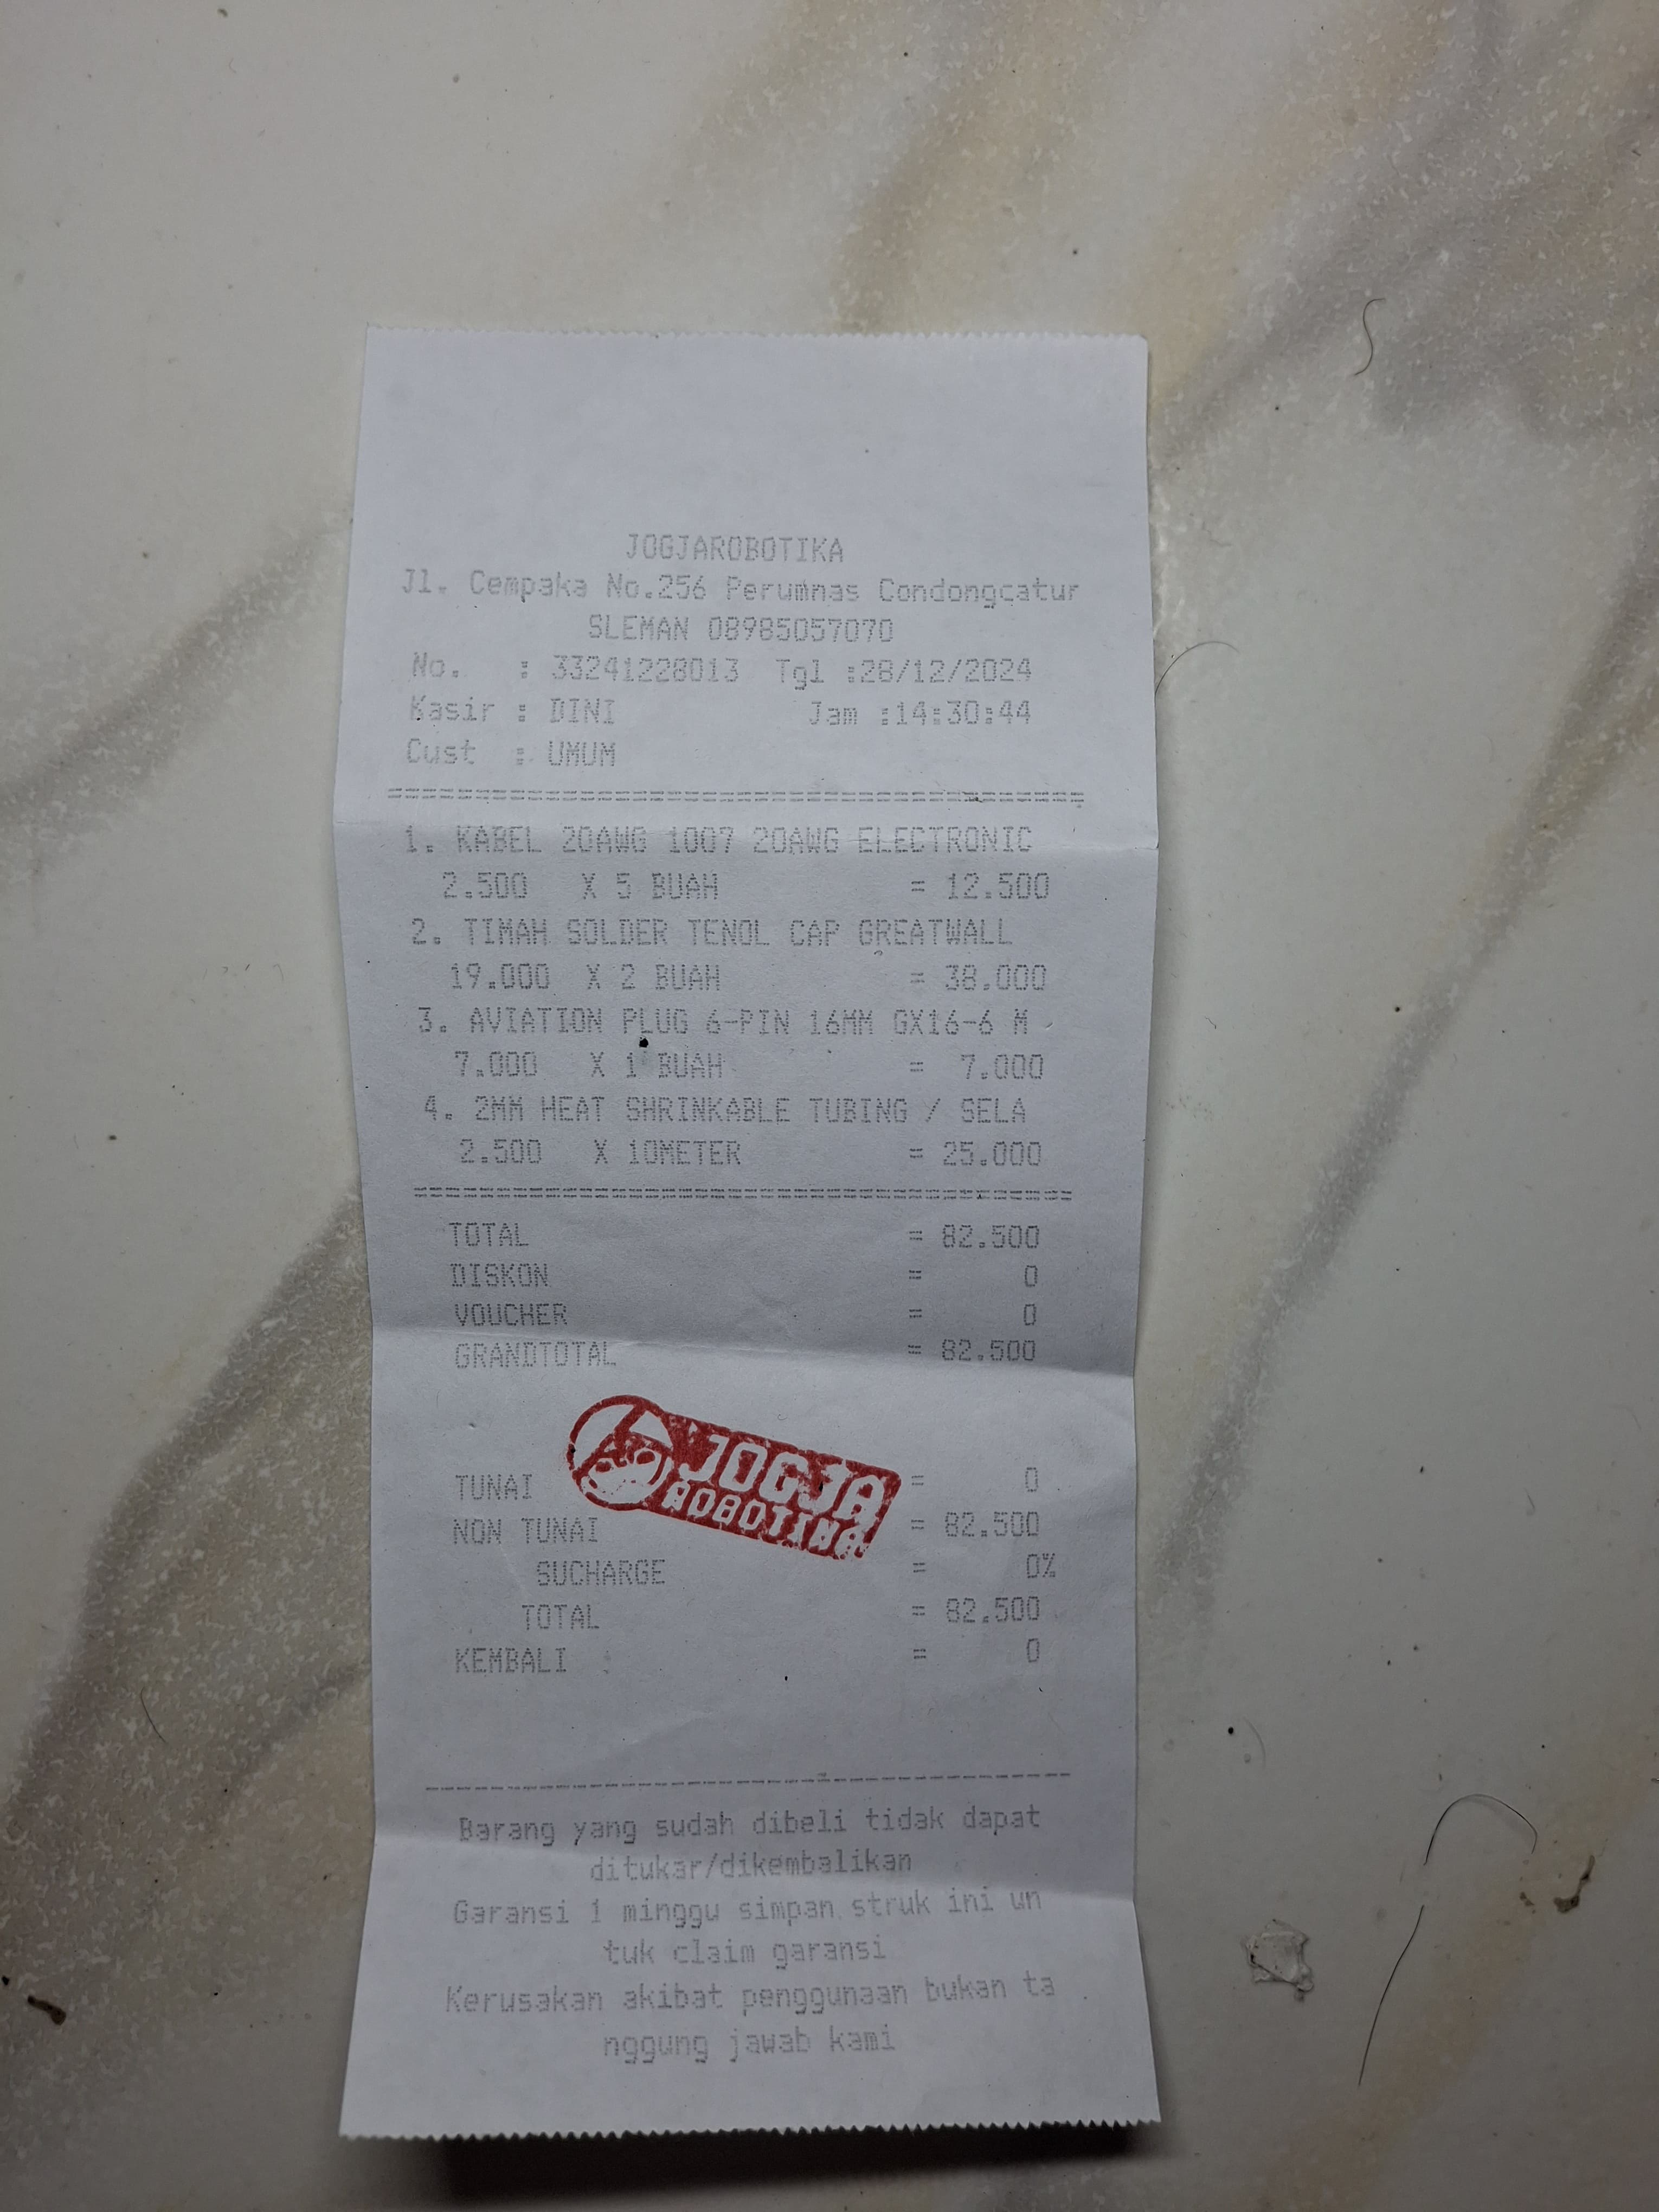 JOGJAROBOTIKA
Jl. Cempaka No.256 Perumnas Condongcatur
SLEMAN 08985057070
No. : 33241228013 Tgl :28/12/2024
Kasir : DINI Jam :14:30:44
Cust : UMUM
1. KABEL 20AWG 1007 20AWG ELECTRONIC
2.500 X 5 BUAH = 12.500
2. TIMAH SOLDER TENOL CAP GREATWALL
19.000 X 2 BUAH = 38.000
3. AVIATION PLUG 6-PIN 16MM GX16-6 M
7.000 X 1 BUAH = 7.000
4. 2MM HEAT SHRINKABLE TUBING / SELA
2.500 X 10METER = 25.000
TOTAL = 82.500
DISKON = 0
VOUCHER = 0
GRANDTOTAL = 82.500
JOGJA
ROBOTIKA
TUNAI = 0
NON TUNAI = 82.500
SUCHARGE = 0%
TOTAL = 82.500
KEMBALI = 0
Barang yang sudah dibeli tidak dapat
ditukar/dikembalikan
Garansi 1 minggu simpan struk ini un
tuk claim garansi
Kerusakan akibat penggunaan bukan ta
nggung jawab kami